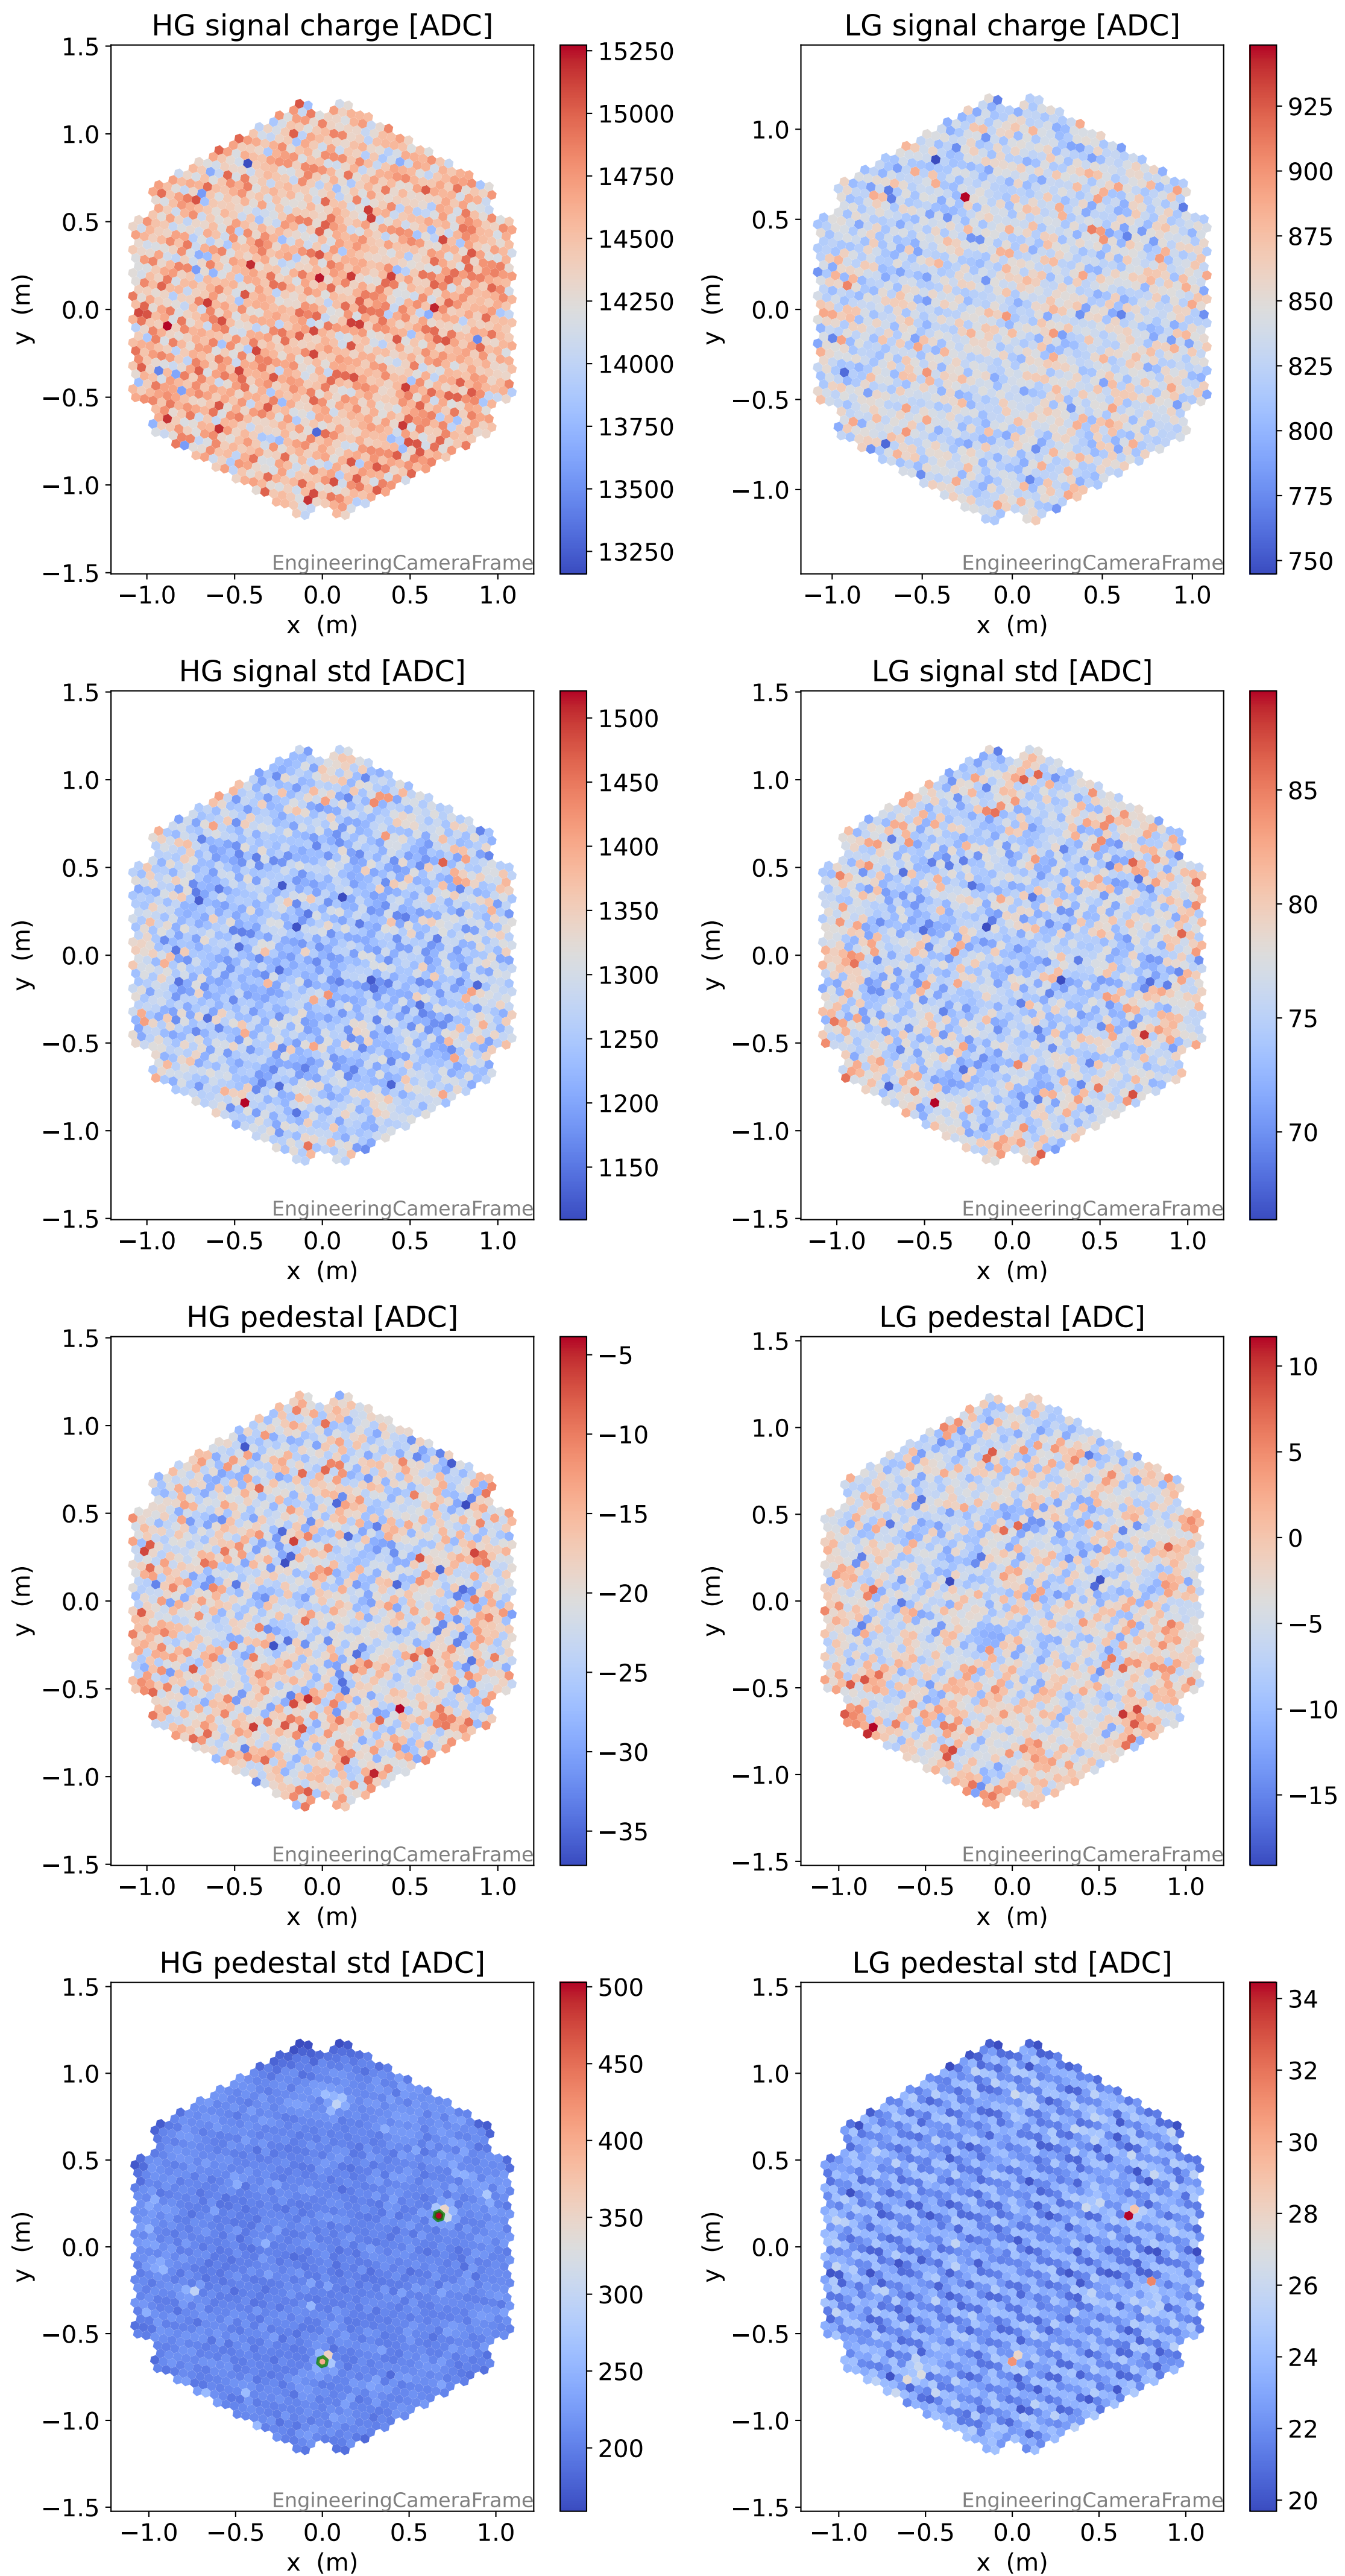 HG signal charge [ADC]
LG signal charge [ADC]
1.5
1.0
0.5
0.0
−0.5
−1.0
−1.5
y (m)
−1.0 −0.5 0.0 0.5 1.0
x (m)
EngineeringCameraFrame
15250
15000
14750
14500
14250
14000
13750
13500
13250
1.0
0.5
0.0
−0.5
−1.0
y (m)
−1.0 −0.5 0.0 0.5 1.0
x (m)
EngineeringCameraFrame
925
900
875
850
825
800
775
750
HG signal std [ADC]
LG signal std [ADC]
1.5
1.0
0.5
0.0
−0.5
−1.0
−1.5
y (m)
−1.0 −0.5 0.0 0.5 1.0
x (m)
EngineeringCameraFrame
1500
1450
1400
1350
1300
1250
1200
1150
1.5
1.0
0.5
0.0
−0.5
−1.0
−1.5
y (m)
−1.0 −0.5 0.0 0.5 1.0
x (m)
EngineeringCameraFrame
85
80
75
70
HG pedestal [ADC]
LG pedestal [ADC]
1.5
1.0
0.5
0.0
−0.5
−1.0
−1.5
y (m)
−1.0 −0.5 0.0 0.5 1.0
x (m)
EngineeringCameraFrame
−5
−10
−15
−20
−25
−30
−35
1.5
1.0
0.5
0.0
−0.5
−1.0
−1.5
y (m)
−1.0 −0.5 0.0 0.5 1.0
x (m)
EngineeringCameraFrame
10
5
0
−5
−10
−15
HG pedestal std [ADC]
LG pedestal std [ADC]
1.5
1.0
0.5
0.0
−0.5
−1.0
−1.5
y (m)
−1.0 −0.5 0.0 0.5 1.0
x (m)
EngineeringCameraFrame
500
450
400
350
300
250
200
1.5
1.0
0.5
0.0
−0.5
−1.0
−1.5
y (m)
−1.0 −0.5 0.0 0.5 1.0
x (m)
EngineeringCameraFrame
34
32
30
28
26
24
22
20